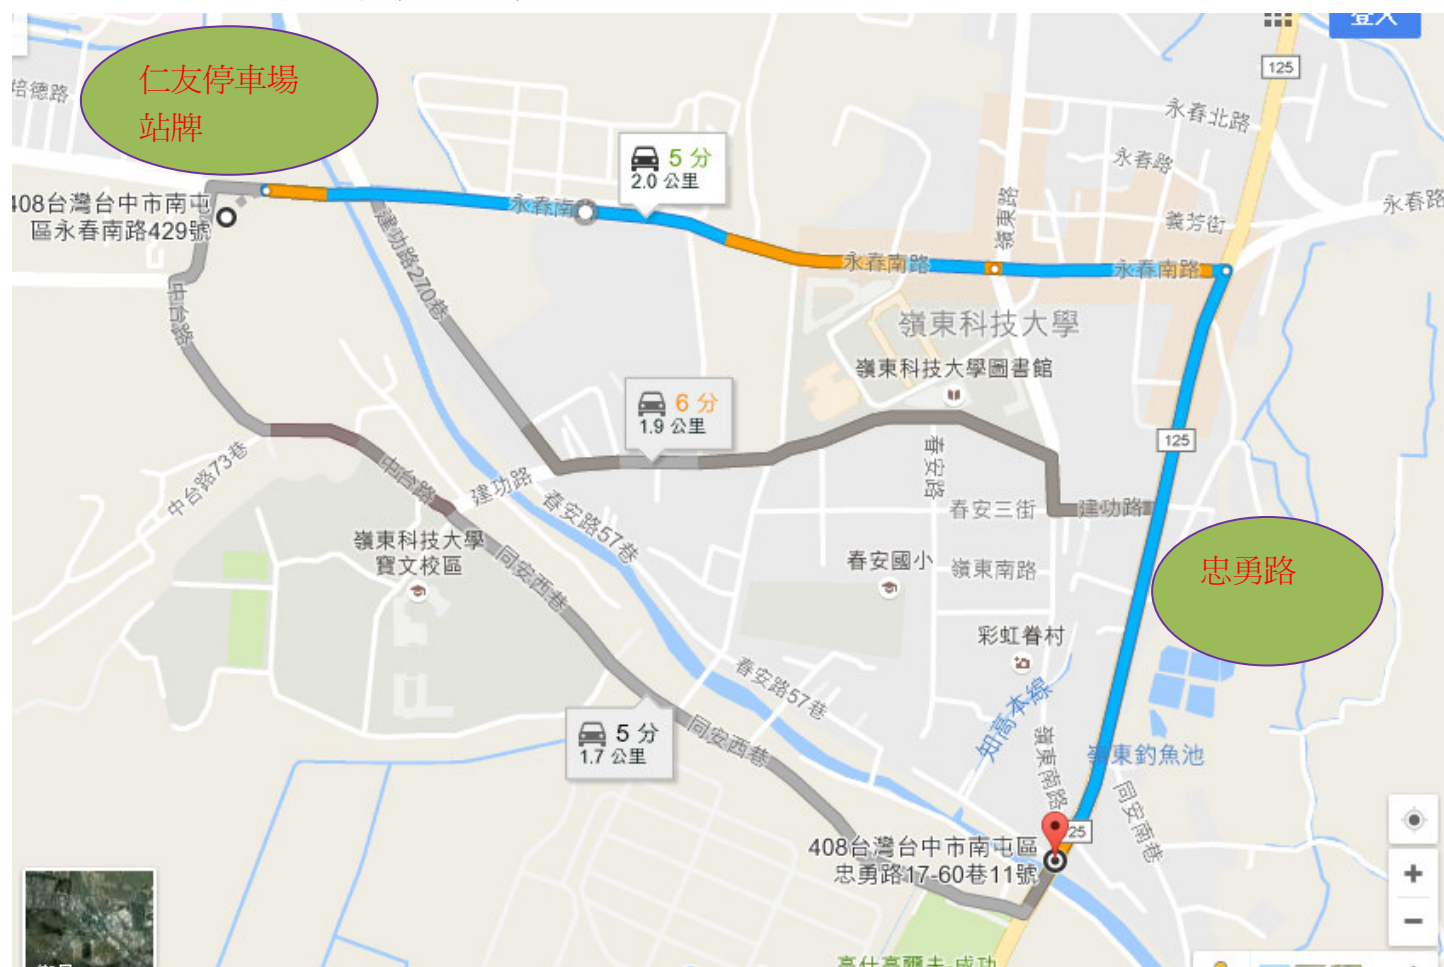 登入
仁友停車場
站牌
培德路
125
永春北路
永春路
5 分
2.0 公里
408台灣台中市南屯
區永春南路429號
永春南
建功路270巷
嶺東路
義芳街
永春路
永春南路
永春南路
中台路
嶺東科技大學
嶺東科技大學圖書館
6 分
1.9 公里
125
中台路73巷
中台路
建功路
春安路57巷
春安路
春安三街
建功路
嶺東科技大學
寶文校區
同安西巷
春安國小
嶺東南路
忠勇路
彩虹眷村
春安路57巷
知高本線
5 分
1.7 公里
同安西巷
嶺東南路
嶺東釣魚池
同安南巷
25
408台灣台中市南屯區
忠勇路17-60巷11號